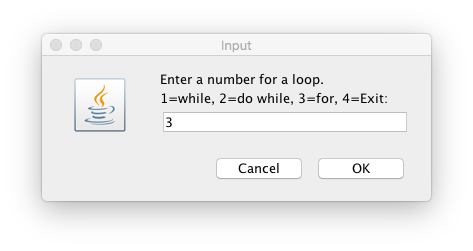 Input
Enter a number for a loop.
1=while, 2=do while, 3=for, 4=Exit:
3
Cancel OK